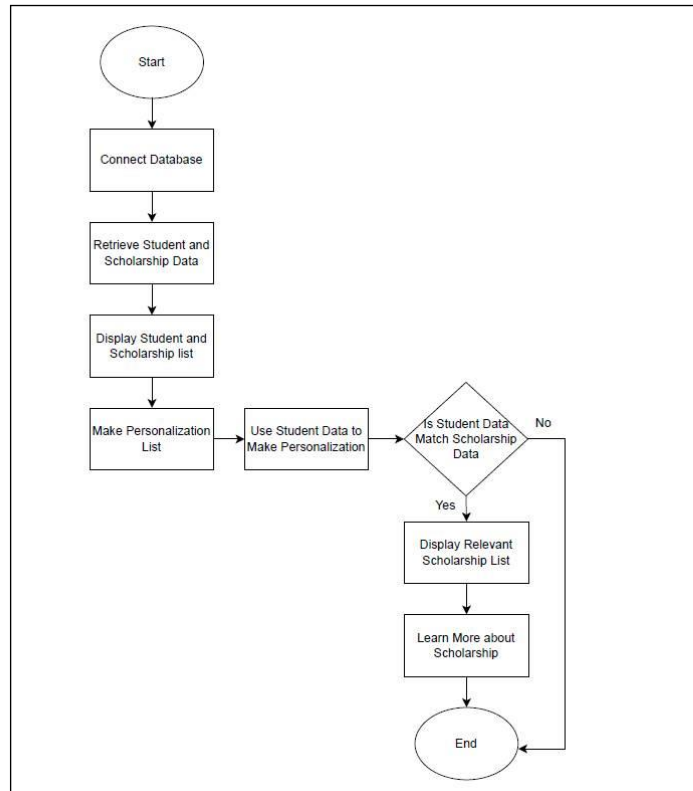 Start
Connect Database
Retrieve Student and
Scholarship Data
Display Student and
Scholarship list
Make Personalization
List
Use Student Data to
Make Personalization
Is Student Data
Match Scholarship
Data
No
Yes
Display Relevant
Scholarship List
Learn More about
Scholarship
End